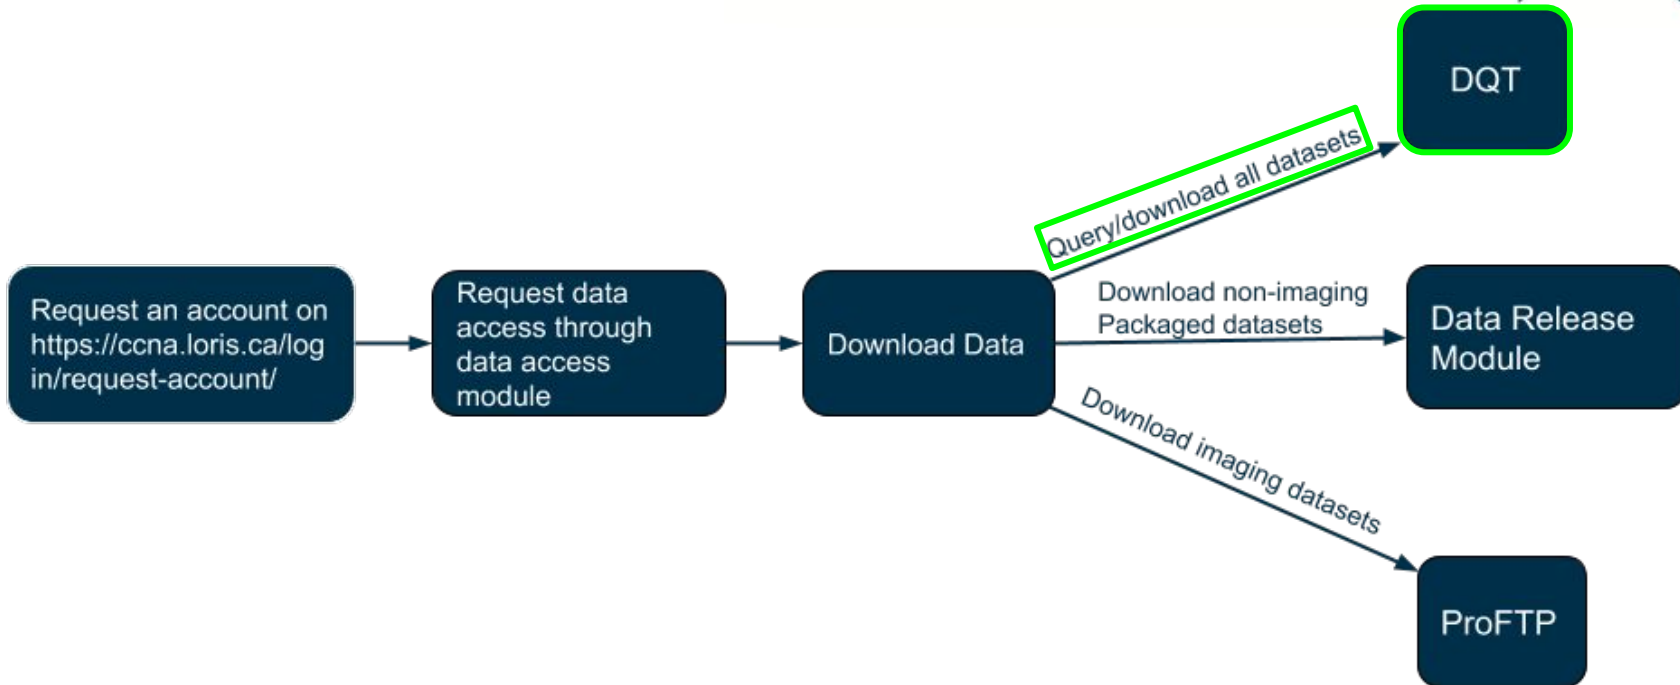 Request an account on
https://ccna.loris.ca/log
in/request-account/
Request data
access through
data access
module
Download Data
Query/download all datasets
DQT
Download non-imaging
Packaged datasets
Data Release
Module
Download imaging datasets
ProFTP